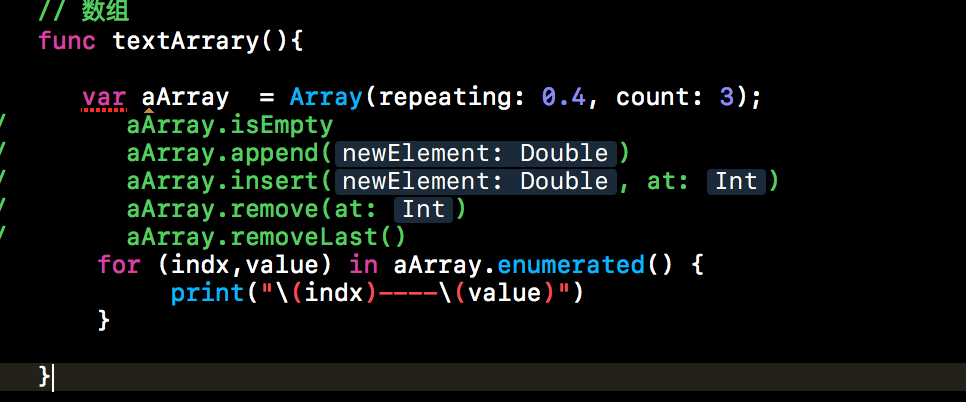 // 数组
func textArrary(){
var aArray = Array(repeating: 0.4, count: 3);
/ aArray.isEmpty
/ aArray.append(newElement: Double)
/ aArray.insert(newElement: Double, at: Int)
/ aArray.remove(at: Int)
/ aArray.removeLast()
for (indx,value) in aArray.enumerated() {
print("\(indx)----\(value)")
}
}